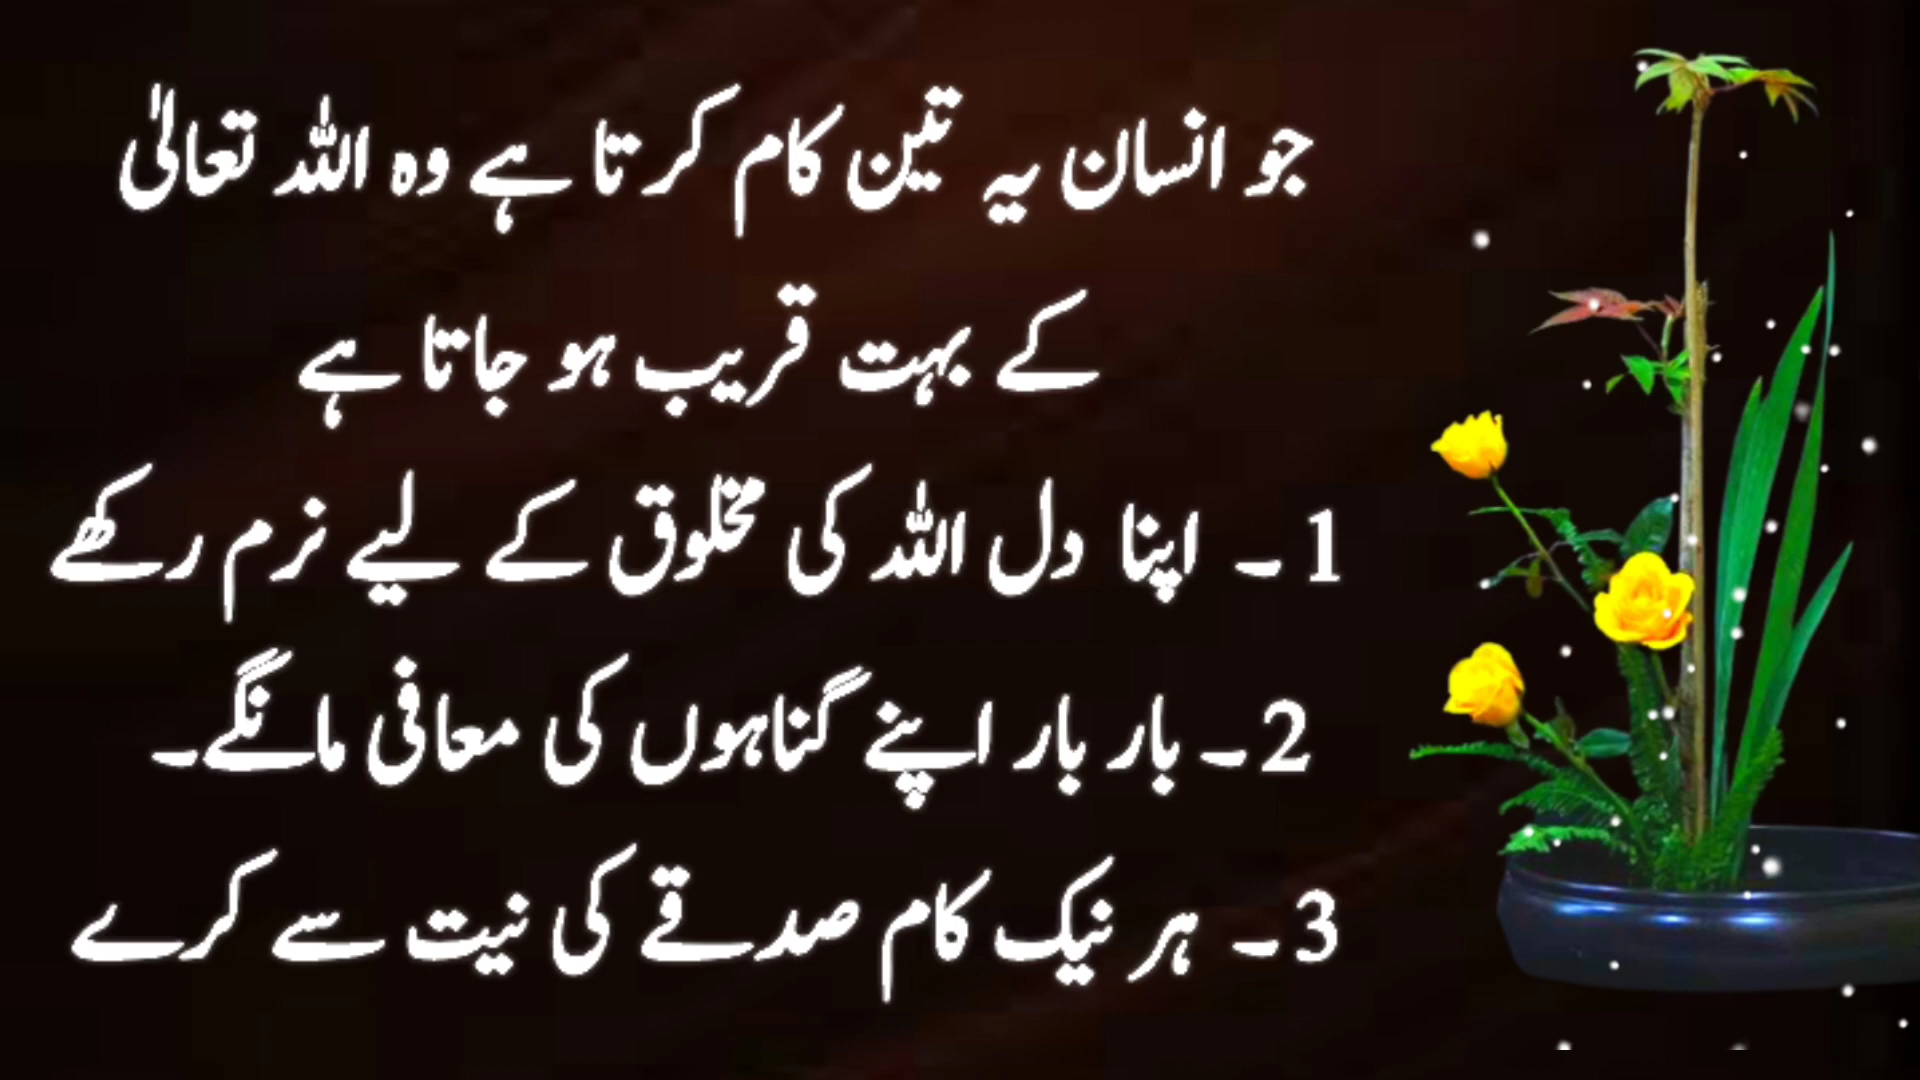 جو انسان یہ تین کام کرتا ہے وہ اللہ تعالیٰ
کے بہت قریب ہو جاتا ہے
1 ۔ اپنا دل اللہ کی مخلوق کے لیے نرم رکھے
2 ۔ بار بار اپنے گناہوں کی معافی مانگے۔
3 ۔ ہر نیک کام صدقے کی نیت سے کرے